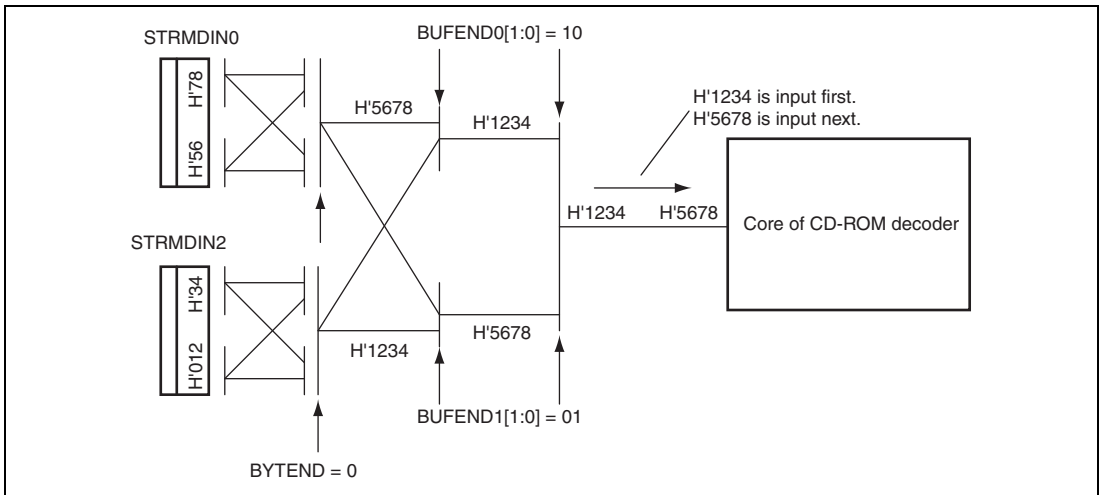 STRMDIN0
BUFEND0[1:0] = 10
H'78
H'56
H'5678
H'1234
H'1234 is input first.
H'5678 is input next.
H'1234
H'5678
Core of CD-ROM decoder
STRMDIN2
H'34
H'012
H'1234
H'5678
BUFEND1[1:0] = 01
BYTEND = 0